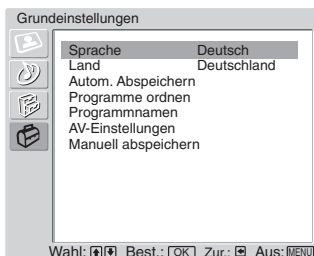 Grundeinstellungen
Sprache Deutsch
Land Deutschland
Autom. Abspeichern
Programme ordnen
Programmnamen
AV-Einstellungen
Manuell abspeichern
Wahl: Best.: OK Zur.: Aus: MENU